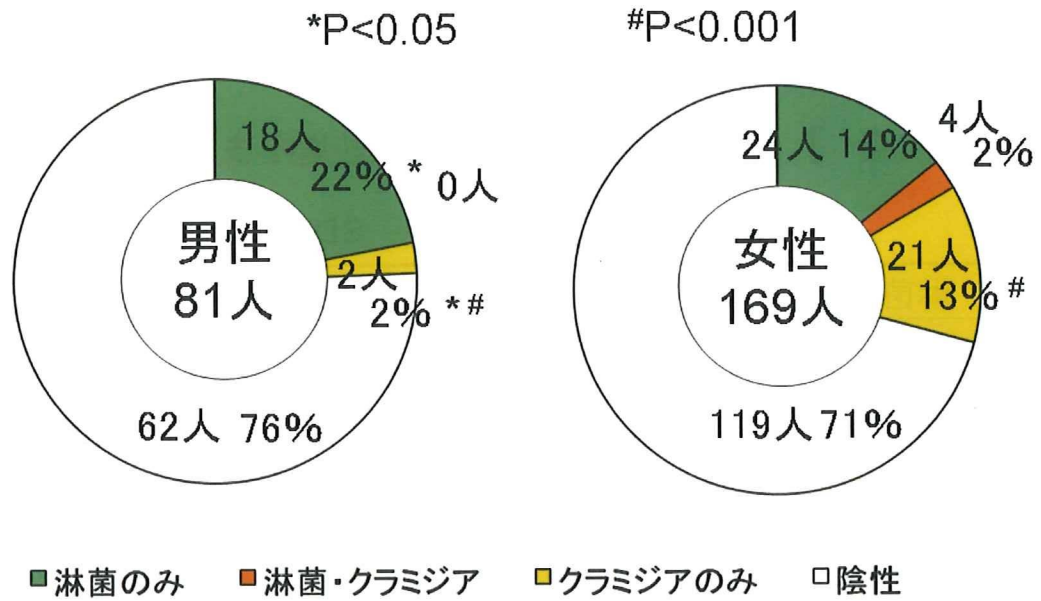 *P<0.05
#P<0.001
18人
22% *
0人
男性
81人
2人
2% *#
62人 76%
24人 14%
4人
2%
女性
169人
21人
13% #
119人 71%
淋菌のみ
淋菌・クラミジア
クラミジアのみ
陰性